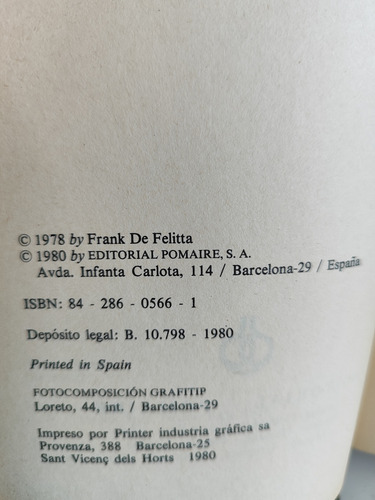 © 1978 by Frank De Felitta
© 1980 by EDITORIAL POMAIRE, S. A.
Avda. Infanta Carlota, 114 / Barcelona-29 / España
ISBN: 84 - 286 - 0566 - 1
Depósito legal: B. 10.798 - 1980
Printed in Spain
FOTOCOMPOSICIÓN GRAFITIP
Loreto, 44, int. / Barcelona-29
Impreso por Printer industria gráfica sa
Provenza, 388 Barcelona-25
Sant Vicenç dels Horts 1980